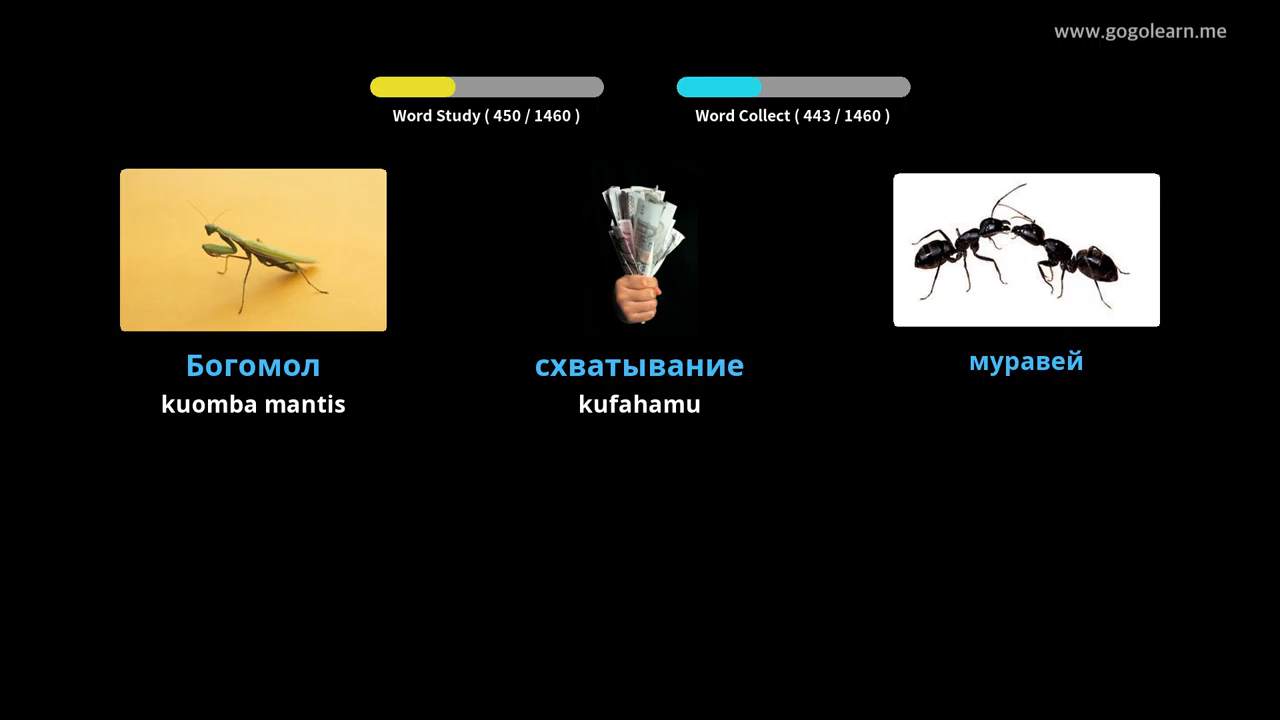 www.gogolearn.me
Word Study ( 450 / 1460 )
Word Collect ( 443 / 1460 )
Богомол
kuomba mantis
схватывание
kufahamu
муравей